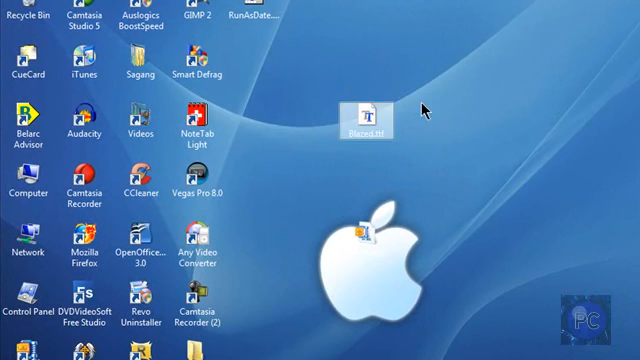 Recycle Bin
Camtasia
Studio 5
Auslogics
BoostSpeed
GIMP 2
RunAsDate....
CueCard
iTunes
Sagang
Smart Defrag
Belarc
Advisor
Audacity
Videos
NoteTab
Light
Blazed.ttf
Computer
Camtasia
Recorder
CCleaner
Vegas Pro 8.0
Network
Mozilla
Firefox
OpenOffice....
3.0
Any Video
Converter
Control Panel
DVDVideoSoft
Free Studio
Revo
Uninstaller
Camtasia
Recorder (2)
PC